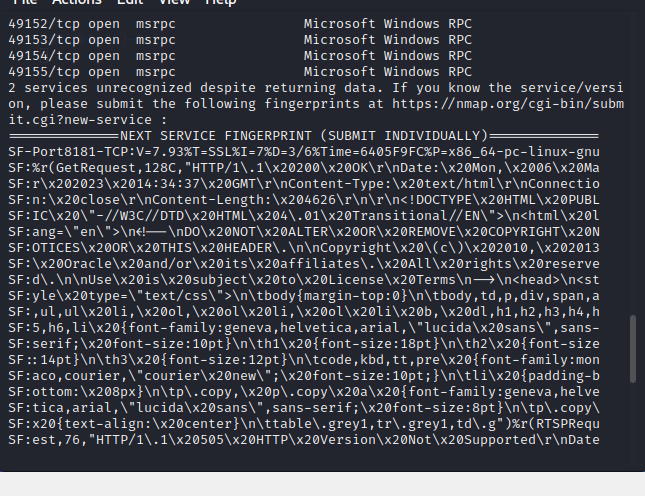 File Actions Edit View Help
49152/tcp open  msrpc                Microsoft Windows RPC
49153/tcp open  msrpc                Microsoft Windows RPC
49154/tcp open  msrpc                Microsoft Windows RPC
49155/tcp open  msrpc                Microsoft Windows RPC
2 services unrecognized despite returning data. If you know the service/versi
on, please submit the following fingerprints at https://nmap.org/cgi-bin/subm
it.cgi?new-service :
==============NEXT SERVICE FINGERPRINT (SUBMIT INDIVIDUALLY)==============
SF-Port8181-TCP:V=7.93%T=SSL%I=7%D=3/6%Time=6405F9FC%P=x86_64-pc-linux-gnu
SF:%r(GetRequest,128C,"HTTP/1\.1\x20200\x20OK\r\nDate:\x20Mon,\x2006\x20Ma
SF:r\x202023\x2014:34:37\x20GMT\r\nContent-Type:\x20text/html\r\nConnectio
SF:n:\x20close\r\nContent-Length:\x204626\r\n\r\n<!DOCTYPE\x20HTML\x20PUBL
SF:IC\x20\"-//W3C//DTD\x20HTML\x204\.01\x20Transitional//EN\">\n<html\x20l
SF:ang=\"en\">\n<!--\nDO\x20NOT\x20ALTER\x20OR\x20REMOVE\x20COPYRIGHT\x20N
SF:OTICES\x20OR\x20THIS\x20HEADER\.\n\nCopyright\x20\(c\)\x202010,\x202013
SF:\x20Oracle\x20and/or\x20its\x20affiliates\.\x20All\x20rights\x20reserve
SF:d\.\n\nUse\x20is\x20subject\x20to\x20License\x20Terms\n-->\n<head>\n<st
SF:yle\x20type=\"text/css\">\n\tbody{margin-top:0}\n\tbody,td,p,div,span,a
SF:,ul,ul\x20li,\x20ol,\x20ol\x20li,\x20ol\x20li\x20b,\x20dl,h1,h2,h3,h4,h
SF:5,h6,li\x20{font-family:geneva,helvetica,arial,\"lucida\x20sans\",sans-
SF:serif;\x20font-size:10pt}\n\th1\x20{font-size:18pt}\n\th2\x20{font-size
SF::14pt}\n\th3\x20{font-size:12pt}\n\tcode,kbd,tt,pre\x20{font-family:mon
SF:aco,courier,\"courier\x20new\";\x20font-size:10pt;}\n\tli\x20{padding-b
SF:ottom:\x208px}\n\tp\.copy,\x20p\.copy\x20a\x20{font-family:geneva,helve
SF:tica,arial,\"lucida\x20sans\",sans-serif;\x20font-size:8pt}\n\tp\.copy\
SF:x20{text-align:\x20center}\n\ttable\.grey1,tr\.grey1,td\.g")%r(RTSPRequ
SF:est,76,"HTTP/1\.1\x20505\x20HTTP\x20Version\x20Not\x20Supported\r\nDate